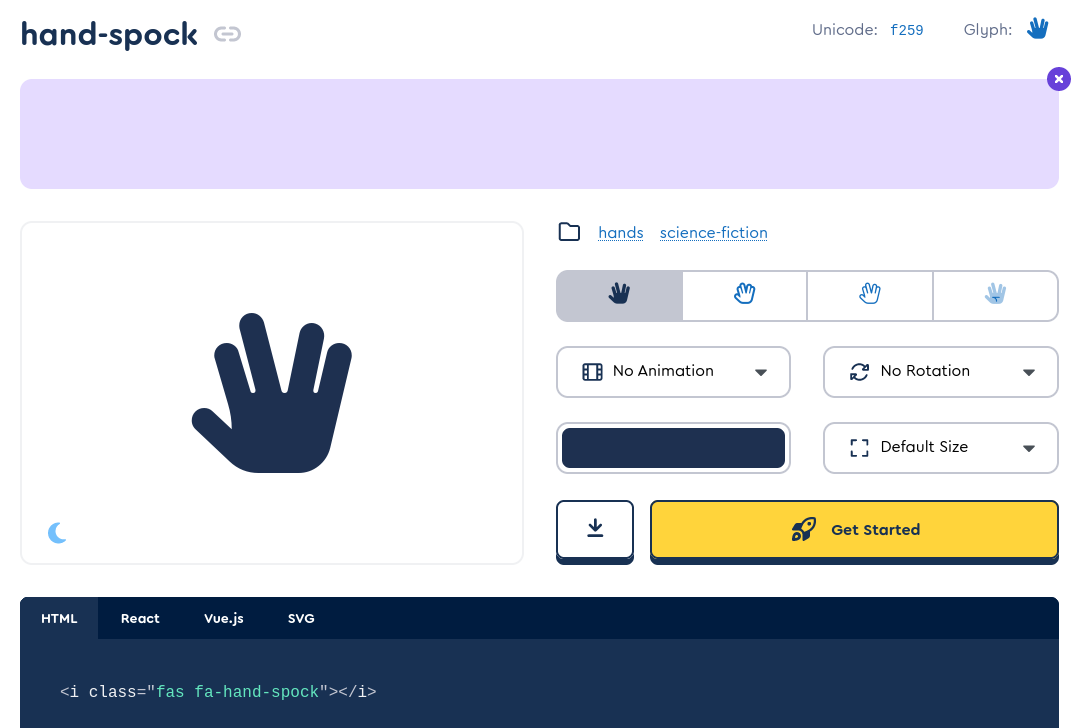 hand-spock
Unicode: f259 Glyph:
hands science-fiction
No Animation No Rotation
Default Size
Get Started
HTML React Vue.js SVG
<i class="fas fa-hand-spock"></i>